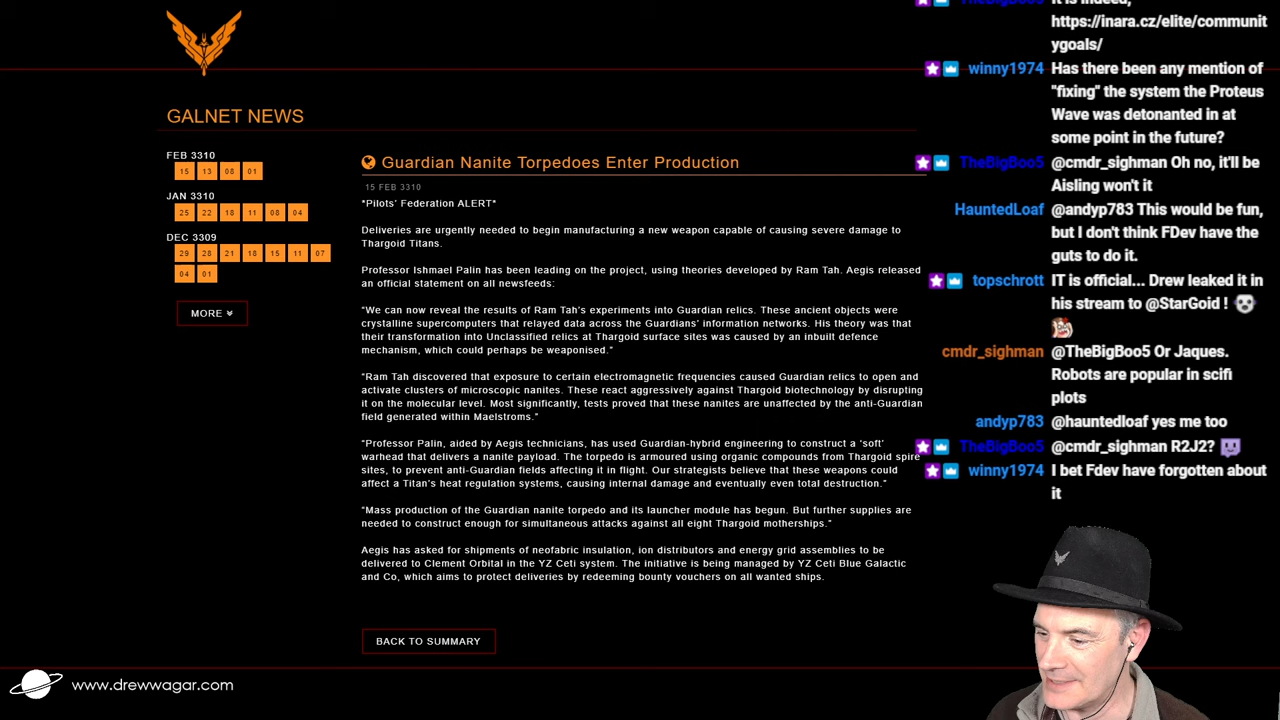 GALNET NEWS
FEB 3310
15 13 08 01
JAN 3310
25 22 18 11 08 04
DEC 3309
29 28 21 18 15 11 07
04 01
MORE
Guardian Nanite Torpedoes Enter Production
15 FEB 3310
*Pilots’ Federation ALERT*
Deliveries are urgently needed to begin manufacturing a new weapon capable of causing severe damage to
Thargoid Titans.
Professor Ishmael Palin has been leading on the project, using theories developed by Ram Tah. Aegis released
an official statement on all newsfeeds:
“We can now reveal the results of Ram Tah’s experiments into Guardian relics. These ancient objects were
crystalline supercomputers that relayed data across the Guardians’ information networks. His theory was that
their transformation into Unclassified relics at Thargoid surface sites was caused by an inbuilt defence
mechanism, which could perhaps be weaponised.”
“Ram Tah discovered that exposure to certain electromagnetic frequencies caused Guardian relics to open and
activate clusters of microscopic nanites. These react aggressively against Thargoid biotechnology by disrupting
it on the molecular level. Most significantly, tests proved that these nanites are unaffected by the anti-Guardian
field generated within Maelstroms.”
“Professor Palin, aided by Aegis technicians, has used Guardian-hybrid engineering to construct a ‘soft’
warhead that delivers a nanite payload. The torpedo is armoured using organic compounds from Thargoid spire
sites, to prevent anti-Guardian fields affecting it in flight. Our strategists believe that these weapons could
affect a Titan’s heat regulation systems, causing internal damage and eventually even total destruction.”
“Mass production of the Guardian nanite torpedo and its launcher module has begun. But further supplies are
needed to construct enough for simultaneous attacks against all eight Thargoid motherships.”
Aegis has asked for shipments of neofabric insulation, ion distributors and energy grid assemblies to be
delivered to Clement Orbital in the YZ Ceti system. The initiative is being managed by YZ Ceti Blue Galactic
and Co, which aims to protect deliveries by redeeming bounty vouchers on all wanted ships.
BACK TO SUMMARY
www.drewwagar.com
TheBigBoo5 It is indeed,
https://inara.cz/elite/communit
ygoals/
winny1974 Has there been any mention of
"fixing" the system the Proteus
Wave was detonanted in at
some point in the future?
TheBigBoo5 @cmdr_sighman Oh no, it'll be
Aisling won't it
HauntedLoaf @andyp783 This would be fun,
but I don't think FDev have the
guts to do it.
topschrott IT is official... Drew leaked it in
his stream to @StarGoid !
cmdr_sighman @TheBigBoo5 Or Jaques.
Robots are popular in scifi
plots
andyp783 @hauntedloaf yes me too
TheBigBoo5 @cmdr_sighman R2J2?
winny1974 I bet Fdev have forgotten about
it